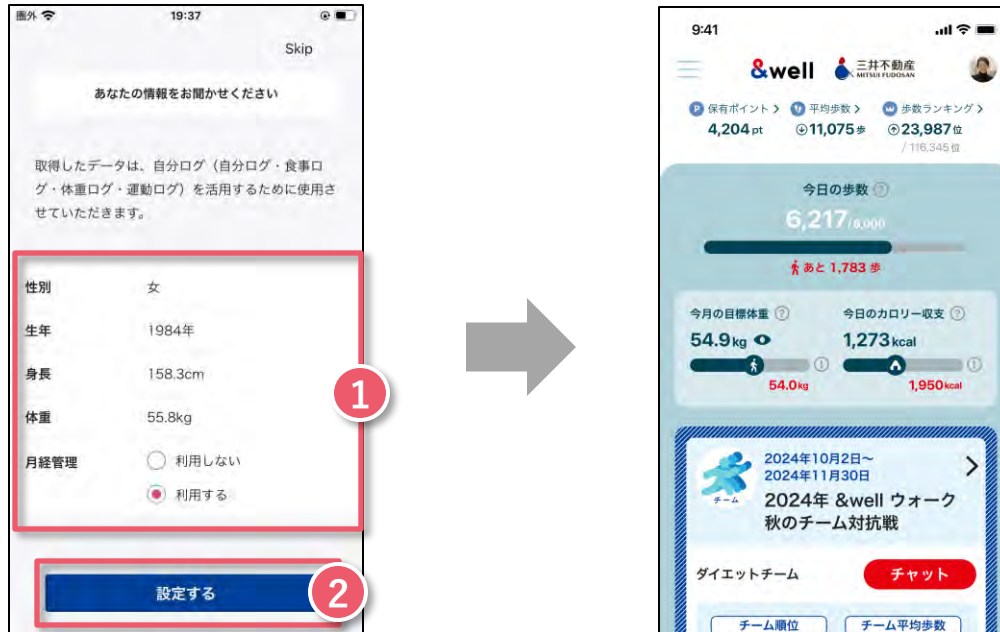 圏外 19:37
Skip
あなたの情報をお聞かせください
取得したデータは、自分ログ（自分ログ・食事ロ
グ・体重ログ・運動ログ）を活用するために使用さ
せていただきます。
性別 女
生年 1984年
身長 158.3cm
体重 55.8kg
月経管理 利用しない
利用する
1
設定する
2
9:41
&well 三井不動産
MITSUI FUDOSAN
P 保有ポイント > 平均歩数 > 歩数ランキング >
4,204 pt 11,075 歩 23,987 位
/ 116,345 位
今日の歩数 ?
6,217/8,000
あと 1,783 歩
今月の目標体重 ? 今日のカロリー収支 ?
54.9 kg 1,273 kcal
54.0kg 1,950kcal
2024年10月2日〜
2024年11月30日
チーム
2024年 &well ウォーク
秋のチーム対抗戦
ダイエットチーム チャット
チーム順位 チーム平均歩数